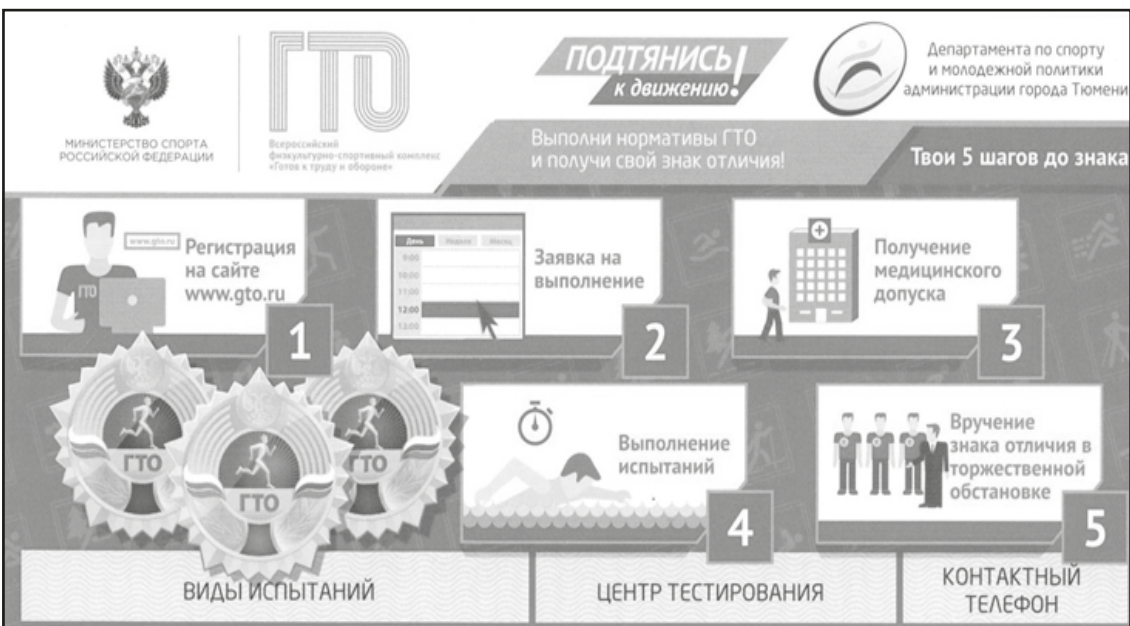 МИНИСТЕРСТВО СПОРТА
РОССИЙСКОЙ ФЕДЕРАЦИИ
ГТО
Всероссийский
физкультурно-спортивный комплекс
«Готов к труду и обороне»
ПОДТЯНИСЬ!
к движению
Департамента по спорту
и молодежной политики
администрации города Тюмени
Выполни нормативы ГТО
и получи свой знак отличия!
Твои 5 шагов до знака
www.gto.ru
ГТО
Регистрация
на сайте
www.gto.ru
1
День Неделя Месяц
9:00
10:00
11:00
12:00
13:00
Заявка на
выполнение
2
Получение
медицинского
допуска
3
ГТО
ГТО
ГТО
Выполнение
испытаний
4
Вручение
знака отличия в
торжественной
обстановке
5
ВИДЫ ИСПЫТАНИЙ
ЦЕНТР ТЕСТИРОВАНИЯ
КОНТАКТНЫЙ
ТЕЛЕФОН